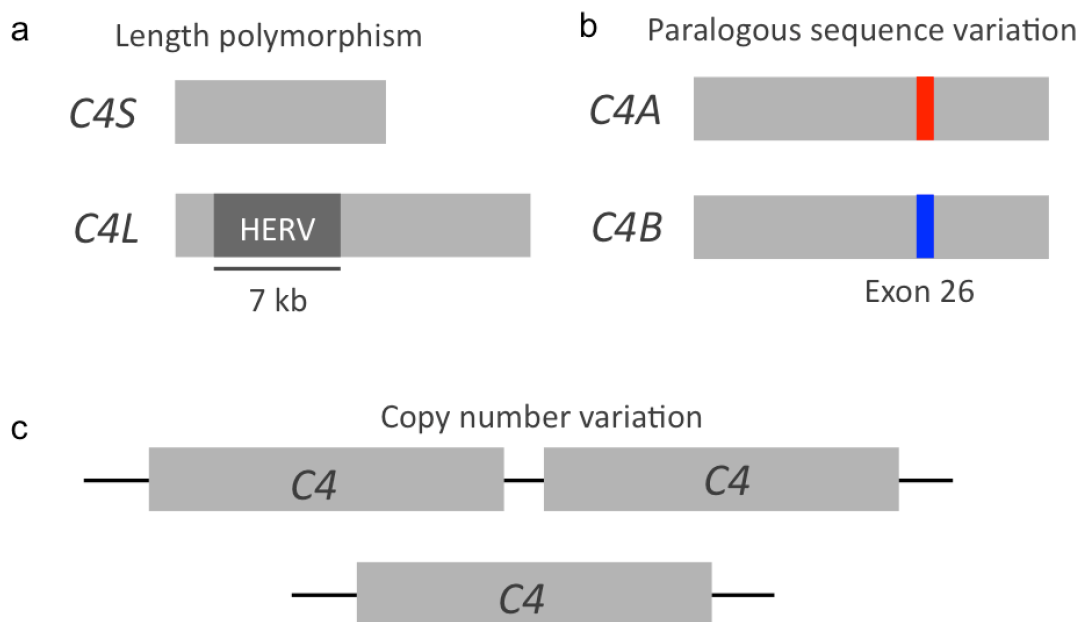 a Length polymorphism
C4S
C4L HERV
7 kb
b Paralogous sequence variation
C4A
C4B
Exon 26
c Copy number variation
C4 C4
C4